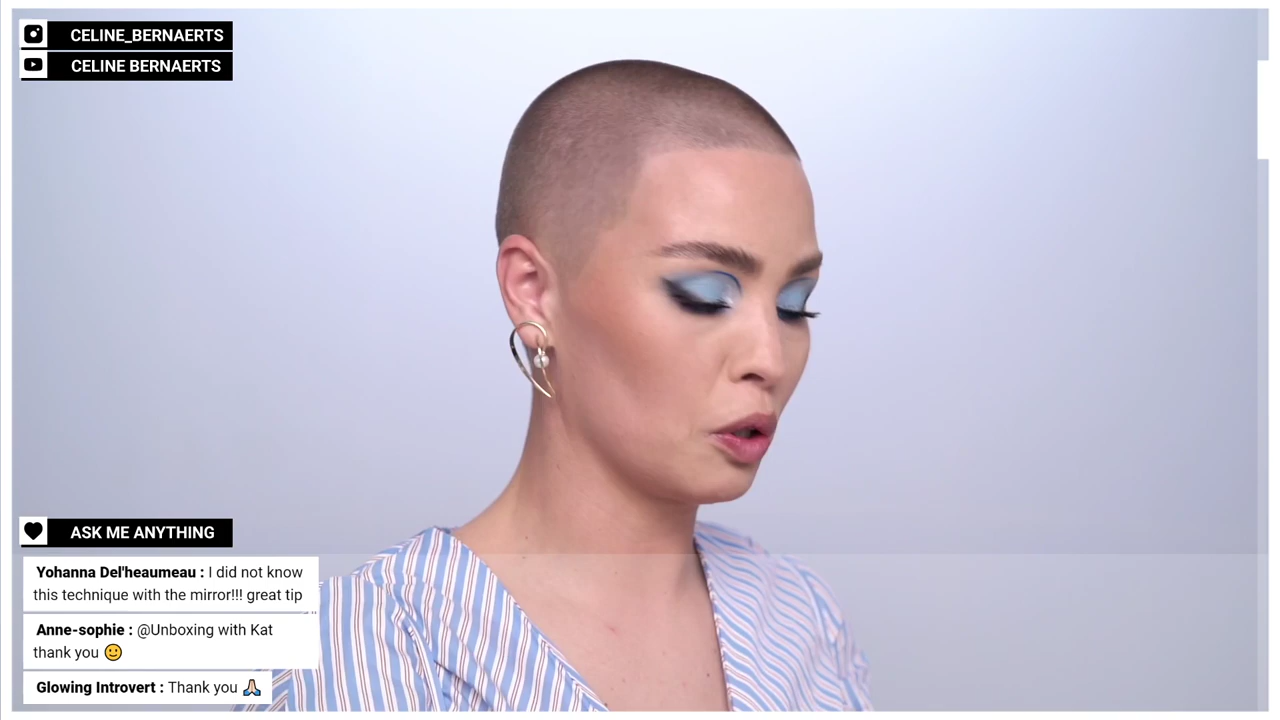 CELINE_BERNAERTS
CELINE BERNAERTS
ASK ME ANYTHING
Yohanna Del'heaumeau : I did not know
this technique with the mirror!!! great tip
Anne-sophie : @Unboxing with Kat
thank you 🙂
Glowing Introvert : Thank you 🙏🏻